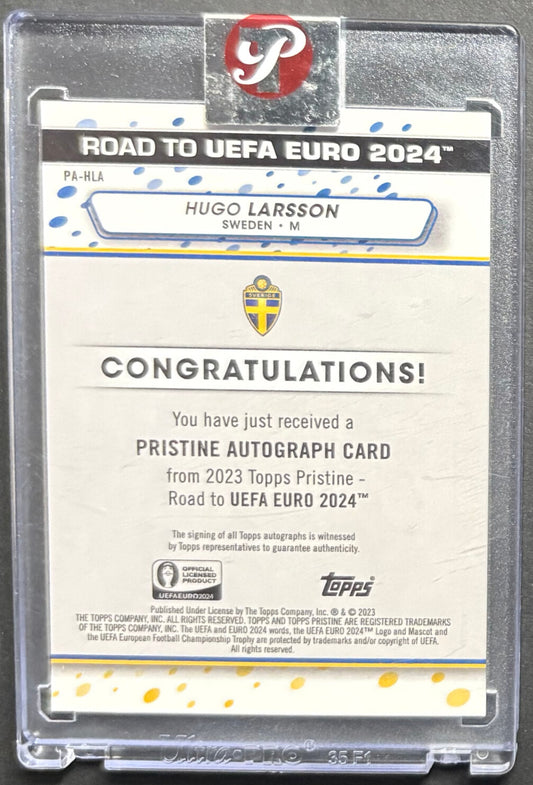 P
ROAD TO UEFA EURO 2024™
PA-HLA
HUGO LARSSON
SWEDEN • M
SVERIGE
CONGRATULATIONS!
You have just received a
PRISTINE AUTOGRAPH CARD
from 2023 Topps Pristine –
Road to UEFA EURO 2024™
The signing of all Topps autographs is witnessed
by Topps representatives to guarantee authenticity.
OFFICIAL
LICENSED
PRODUCT
UEFA EURO2024
topps
Published Under License by The Topps Company, Inc. ® & © 2023
THE TOPPS COMPANY, INC. ALL RIGHTS RESERVED. TOPPS AND TOPPS PRISTINE ARE REGISTERED TRADEMARKS
OF THE TOPPS COMPANY, INC. The UEFA and EURO 2024 words, the UEFA EURO 2024™ Logo and Mascot and
the UEFA European Football Championship Trophy are protected by trademarks and/or copyright of UEFA.
All rights reserved.
Ultra•PRO® 35 F1